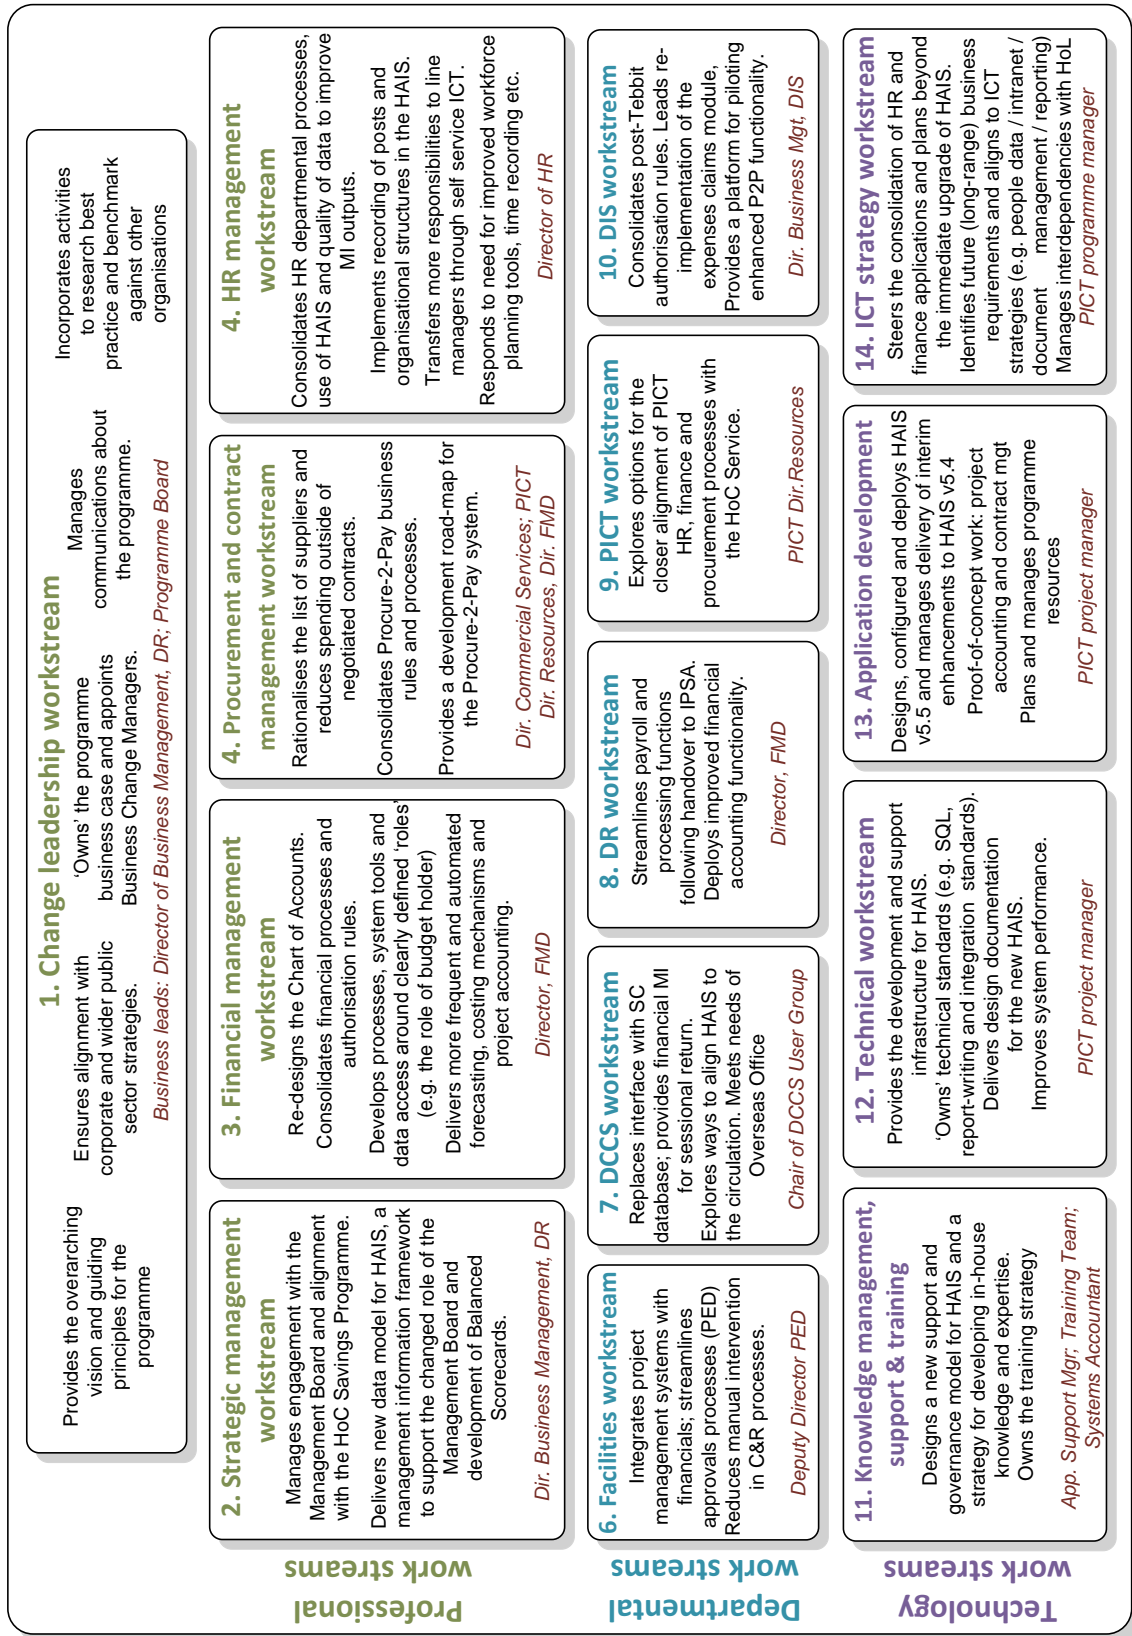 1. Change leadership workstream
Provides the overarching
vision and guiding
principles for the
programme
Ensures alignment with
corporate and wider public
sector strategies.
'Owns' the programme
business case and appoints
Business Change Managers.
Manages
communications about
the programme.
Incorporates activities
to research best
practice and benchmark
against other
organisations
Business leads: Director of Business Management, DR; Programme Board
Professional
work streams
2. Strategic management
workstream
Manages engagement with the
Management Board and alignment
with the HoC Savings Programme.
Delivers new data model for HAIS, a
management information framework
to support the changed role of the
Management Board and
development of Balanced
Scorecards.
Dir. Business Management, DR
3. Financial management
workstream
Re-designs the Chart of Accounts.
Consolidates financial processes and
authorisation rules.
Develops processes, system tools and
data access around clearly defined 'roles'
(e.g. the role of budget holder)
Delivers more frequent and automated
forecasting, costing mechanisms and
project accounting.
Director, FMD
4. Procurement and contract
management workstream
Rationalises the list of suppliers and
reduces spending outside of
negotiated contracts.
Consolidates Procure-2-Pay business
rules and processes.
Provides a development road-map for
the Procure-2-Pay system.
Dir. Commercial Services; PICT
Dir. Resources, Dir. FMD
4. HR management
workstream
Consolidates HR departmental processes,
use of HAIS and quality of data to improve
MI outputs.
Implements recording of posts and
organisational structures in the HAIS.
Transfers more responsibilities to line
managers through self service ICT.
Responds to need for improved workforce
planning tools, time recording etc.
Director of HR
Departmental
work streams
6. Facilities workstream
Integrates project
management systems with
financials; streamlines
approvals processes (PED)
Reduces manual intervention
in C&R processes.
Deputy Director PED
7. DCCS workstream
Replaces interface with SC
database; provides financial MI
for sessional return.
Explores ways to align HAIS to
the circulation. Meets needs of
Overseas Office
Chair of DCCS User Group
8. DR workstream
Streamlines payroll and
processing functions
following handover to IPSA.
Deploys improved financial
accounting functionality.
Director, FMD
9. PICT workstream
Explores options for the
closer alignment of PICT
HR, finance and
procurement processes with
the HoC Service.
PICT Dir.Resources
10. DIS workstream
Consolidates post-Tebbit
authorisation rules. Leads re-
implementation of the
expenses claims module,
Provides a platform for piloting
enhanced P2P functionality.
Dir. Business Mgt, DIS
Technology
work streams
11. Knowledge management,
support & training
Designs a new support and
governance model for HAIS and a
strategy for developing in-house
knowledge and expertise.
Owns the training strategy
App. Support Mgr; Training Team;
Systems Accountant
12. Technical workstream
Provides the development and support
infrastructure for HAIS.
'Owns' technical standards (e.g. SQL,
report-writing and integration standards).
Delivers design documentation
for the new HAIS.
Improves system performance.
PICT project manager
13. Application development
Designs, configured and deploys HAIS
v5.5 and manages delivery of interim
enhancements to HAIS v5.4
Proof-of-concept work: project
accounting and contract mgt
Plans and manages programme
resources
PICT project manager
14. ICT strategy workstream
Steers the consolidation of HR and
finance applications and plans beyond
the immediate upgrade of HAIS.
Identifies future (long-range) business
requirements and aligns to ICT
strategies (e.g. people data / intranet /
document management / reporting)
Manages interdependencies with HoL
PICT programme manager